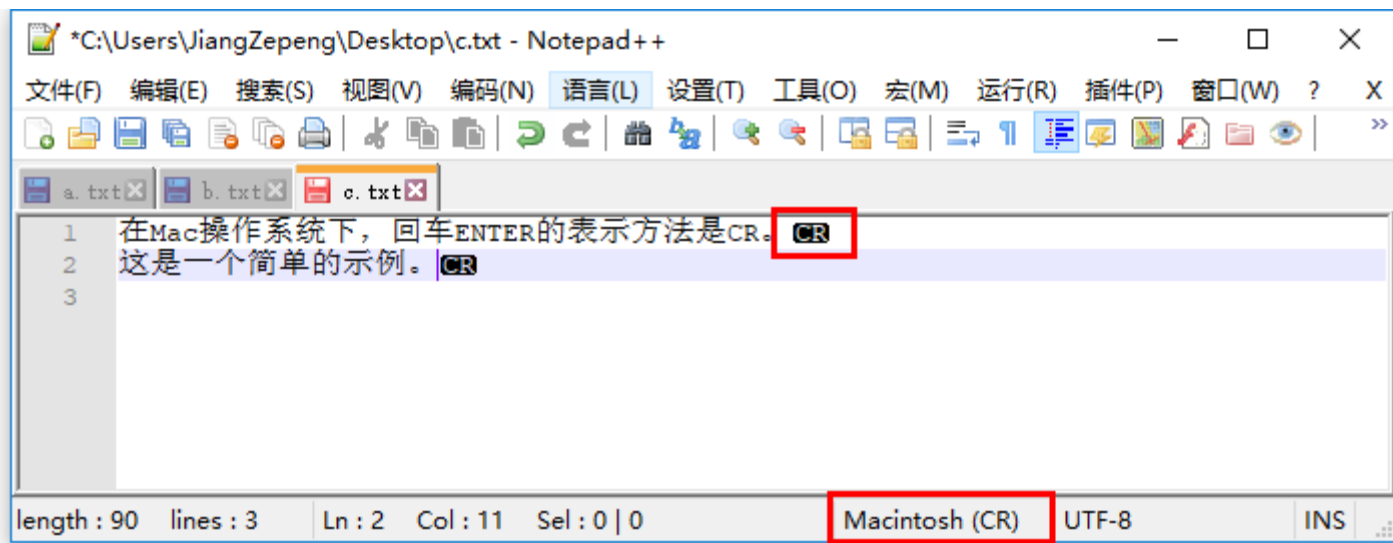 *C:\Users\JiangZepeng\Desktop\c.txt - Notepad++
文件(F) 编辑(E) 搜索(S) 视图(V) 编码(N) 语言(L) 设置(T) 工具(O) 宏(M) 运行(R) 插件(P) 窗口(W) ? X
a.txt b.txt c.txt
1 在Mac操作系统下，回车ENTER的表示方法是CR。CR
2 这是一个简单的示例。CR
3
length : 90 lines : 3 Ln : 2 Col : 11 Sel : 0 | 0 Macintosh (CR) UTF-8 INS